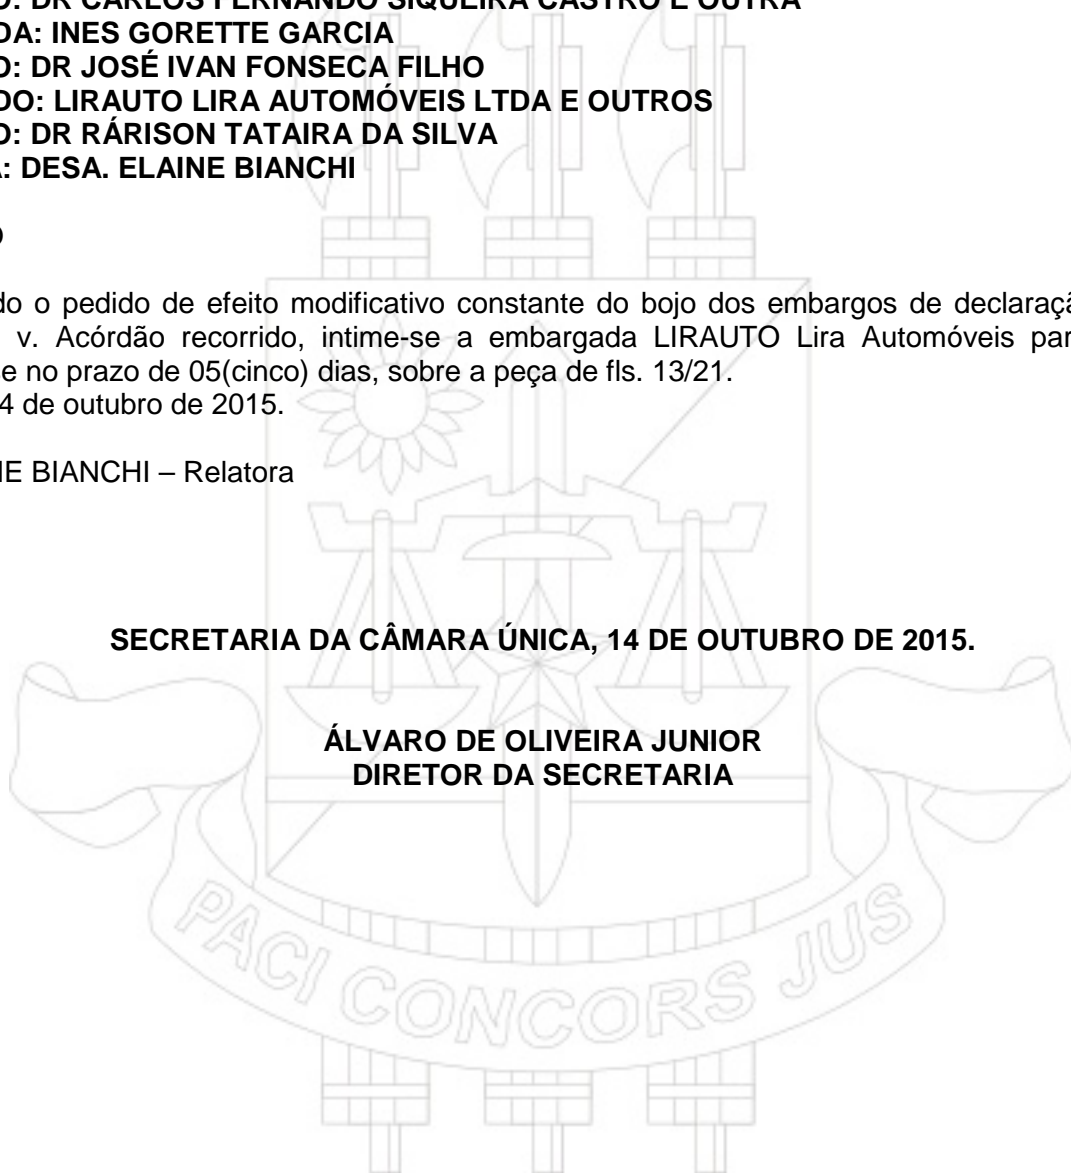 O: DR CARLOS FERNANDO SIQUEIRA CASTRO E OUTRA
DA: INES GORETTE GARCIA
O: DR JOSÉ IVAN FONSECA FILHO
DO: LIRAUTO LIRA AUTOMÓVEIS LTDA E OUTROS
O: DR RÁRISON TATAIRA DA SILVA
A: DESA. ELAINE BIANCHI
O
do o pedido de efeito modificativo constante do bojo dos embargos de declaraçã
v. Acórdão recorrido, intime-se a embargada LIRAUTO Lira Automóveis par
e no prazo de 05(cinco) dias, sobre a peça de fls. 13/21.
4 de outubro de 2015.
NE BIANCHI – Relatora
SECRETARIA DA CÂMARA ÚNICA, 14 DE OUTUBRO DE 2015.
ÁLVARO DE OLIVEIRA JUNIOR
DIRETOR DA SECRETARIA
PACI CONCORS JUS